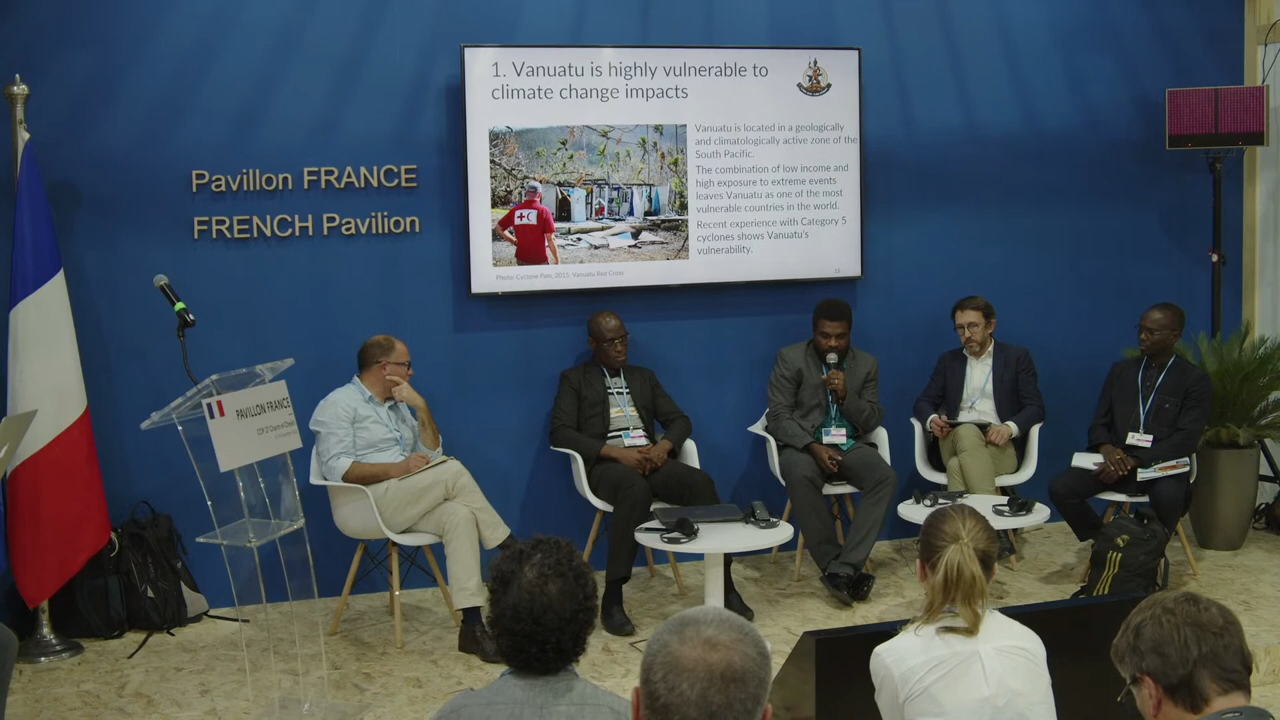 1. Vanuatu is highly vulnerable to
climate change impacts
Vanuatu is located in a geologically
and climatologically active zone of the
South Pacific.
The combination of low income and
high exposure to extreme events
leaves Vanuatu as one of the most
vulnerable countries in the world.
Recent experience with Category 5
cyclones shows Vanuatu's
vulnerability.
Photo: Cyclone Pam, 2015. Vanuatu Red Cross
15
Pavillon FRANCE
FRENCH Pavilion
PAVILLON FRANCE